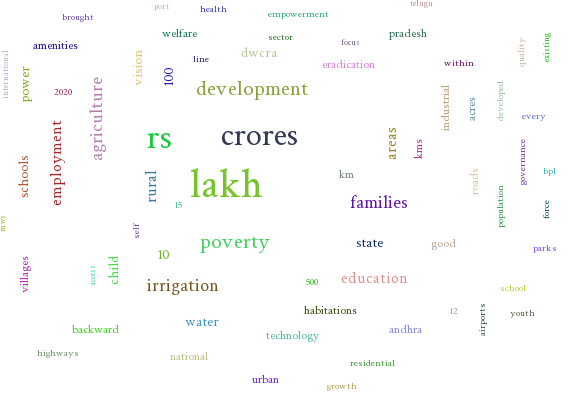 telugu
port
health
brought
empowerment
welfare
sector
pradesh
amenities
focus
existing
quality
line
dwcra
international
vision
eradication
within
power
100
development
2020
agriculture
industrial
acres
developed
every
employment
rs
crores
areas
kms
governance
schools
rural
lakh
km
roads
bpl
15
families
population
force
mws
self
poverty
state
good
parks
villages
access
child
10
irrigation
500
education
school
habitations
12
airports
youth
backward
water
technology
andhra
highways
national
residential
urban
growth